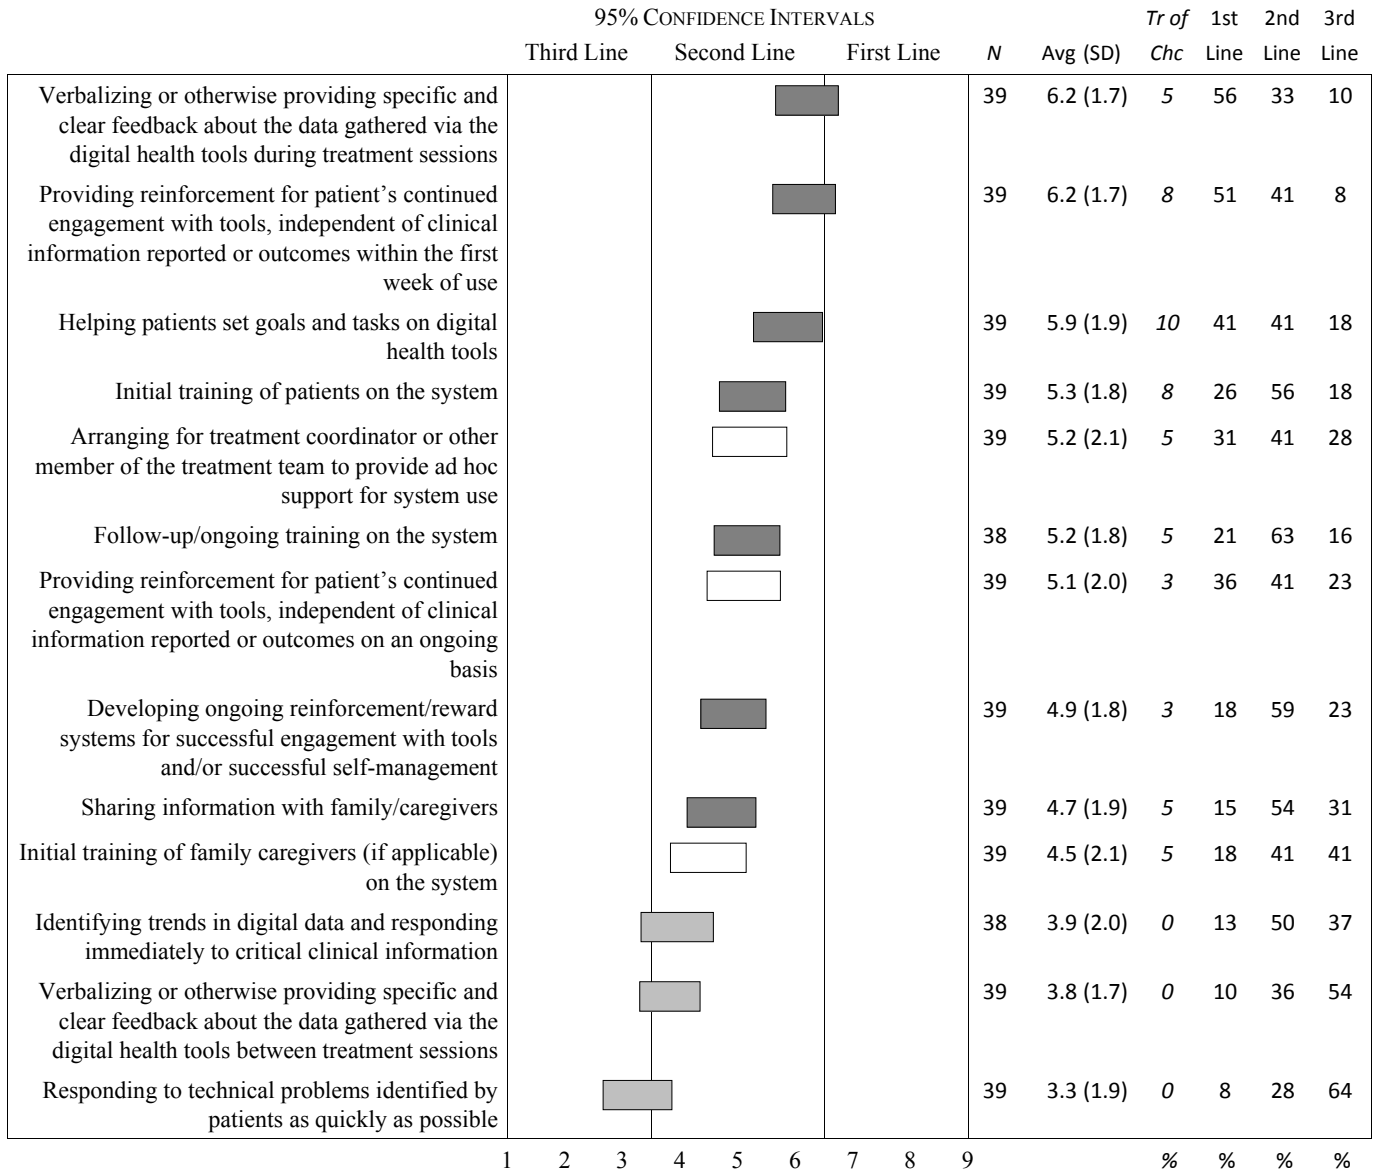 95% CONFIDENCE INTERVALS Tr of 1st 2nd 3rd
Third Line Second Line First Line N Avg (SD) Chc Line Line Line
Verbalizing or otherwise providing specific and 39 6.2 (1.7) 5 56 33 10
clear feedback about the data gathered via the
digital health tools during treatment sessions
Providing reinforcement for patient’s continued 39 6.2 (1.7) 8 51 41 8
engagement with tools, independent of clinical
information reported or outcomes within the first
week of use
Helping patients set goals and tasks on digital 39 5.9 (1.9) 10 41 41 18
health tools
Initial training of patients on the system 39 5.3 (1.8) 8 26 56 18
Arranging for treatment coordinator or other 39 5.2 (2.1) 5 31 41 28
member of the treatment team to provide ad hoc
support for system use
Follow-up/ongoing training on the system 38 5.2 (1.8) 5 21 63 16
Providing reinforcement for patient’s continued 39 5.1 (2.0) 3 36 41 23
engagement with tools, independent of clinical
information reported or outcomes on an ongoing
basis
Developing ongoing reinforcement/reward 39 4.9 (1.8) 3 18 59 23
systems for successful engagement with tools
and/or successful self-management
Sharing information with family/caregivers 39 4.7 (1.9) 5 15 54 31
Initial training of family caregivers (if applicable) 39 4.5 (2.1) 5 18 41 41
on the system
Identifying trends in digital data and responding 38 3.9 (2.0) 0 13 50 37
immediately to critical clinical information
Verbalizing or otherwise providing specific and 39 3.8 (1.7) 0 10 36 54
clear feedback about the data gathered via the
digital health tools between treatment sessions
Responding to technical problems identified by 39 3.3 (1.9) 0 8 28 64
patients as quickly as possible
1 2 3 4 5 6 7 8 9 % % % %